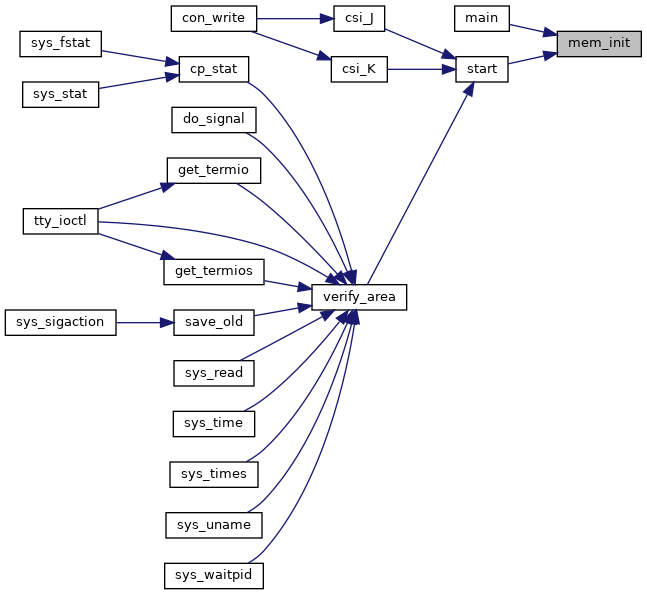 con_write
csi_J
main
mem_init
sys_fstat
cp_stat
csi_K
start
sys_stat
do_signal
get_termio
tty_ioctl
get_termios
verify_area
sys_sigaction
save_old
sys_read
sys_time
sys_times
sys_uname
sys_waitpid